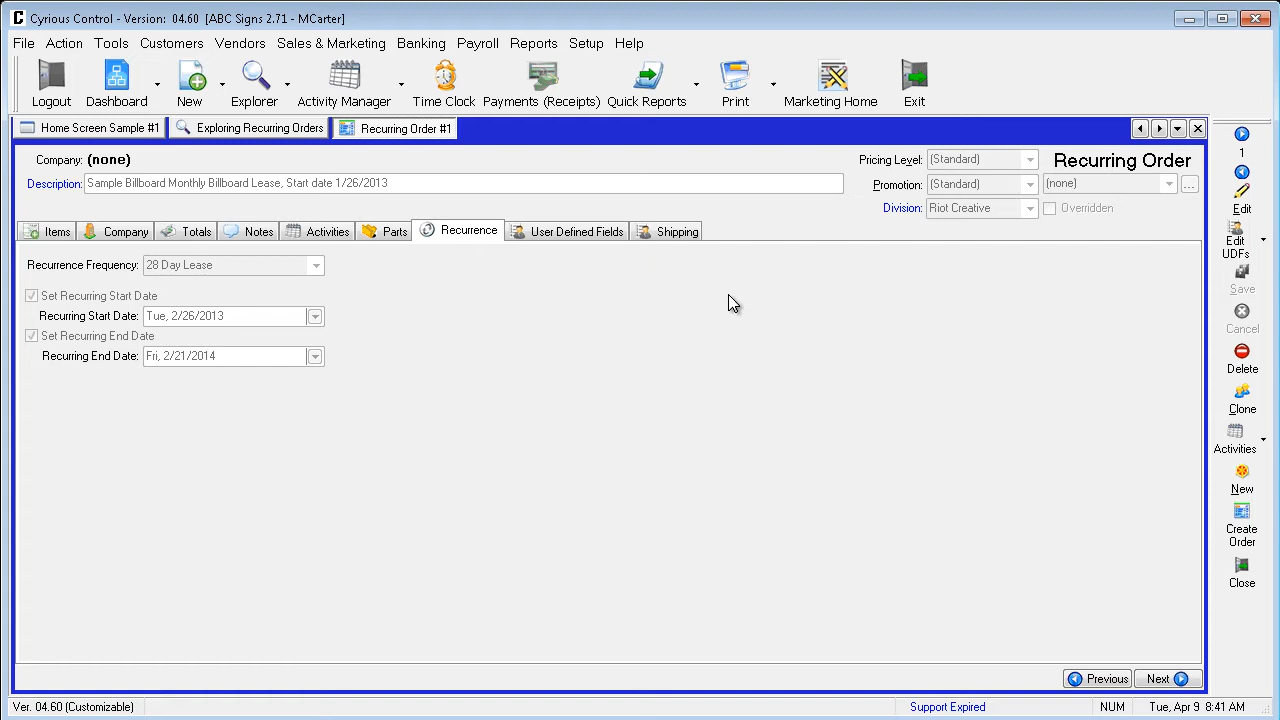 Cyrious Control - Version: 04.60 [ABC Signs 2.71 - MCarter]
File Action Tools Customers Vendors Sales & Marketing Banking Payroll Reports Setup Help
Logout Dashboard New Explorer Activity Manager Time Clock Payments (Receipts) Quick Reports Print Marketing Home Exit
Home Screen Sample #1 Exploring Recurring Orders Recurring Order #1
Company: (none)
Pricing Level: (Standard)
Recurring Order
Description: Sample Billboard Monthly Billboard Lease, Start date 1/26/2013
Promotion: (Standard) (none) ...
Division: Riot Creative Overridden
Items Company Totals Notes Activities Parts Recurrence User Defined Fields Shipping
Recurrence Frequency: 28 Day Lease
Set Recurring Start Date
Recurring Start Date: Tue, 2/26/2013
Set Recurring End Date
Recurring End Date: Fri, 2/21/2014
1
Edit
Edit
UDFs
Save
Cancel
Delete
Clone
Activities
New
Create
Order
Close
Previous Next
Ver. 04.60 (Customizable) Support Expired NUM Tue, Apr 9 8:41 AM